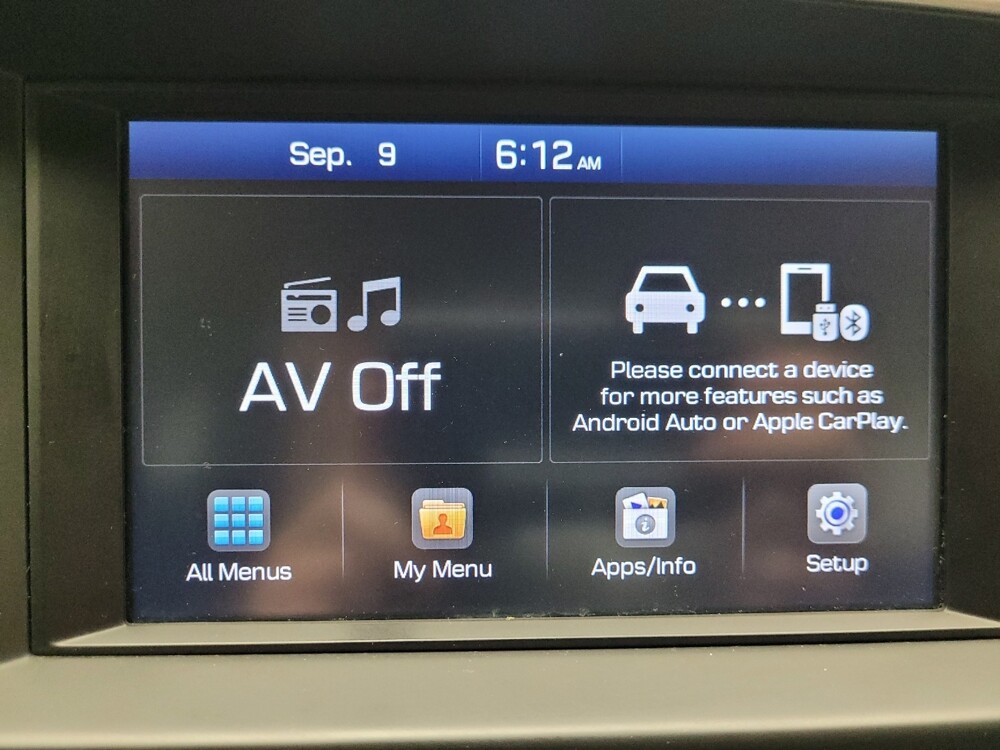 Sep. 9 6:12 AM
AV Off
Please connect a device
for more features such as
Android Auto or Apple CarPlay.
All Menus My Menu Apps/Info Setup